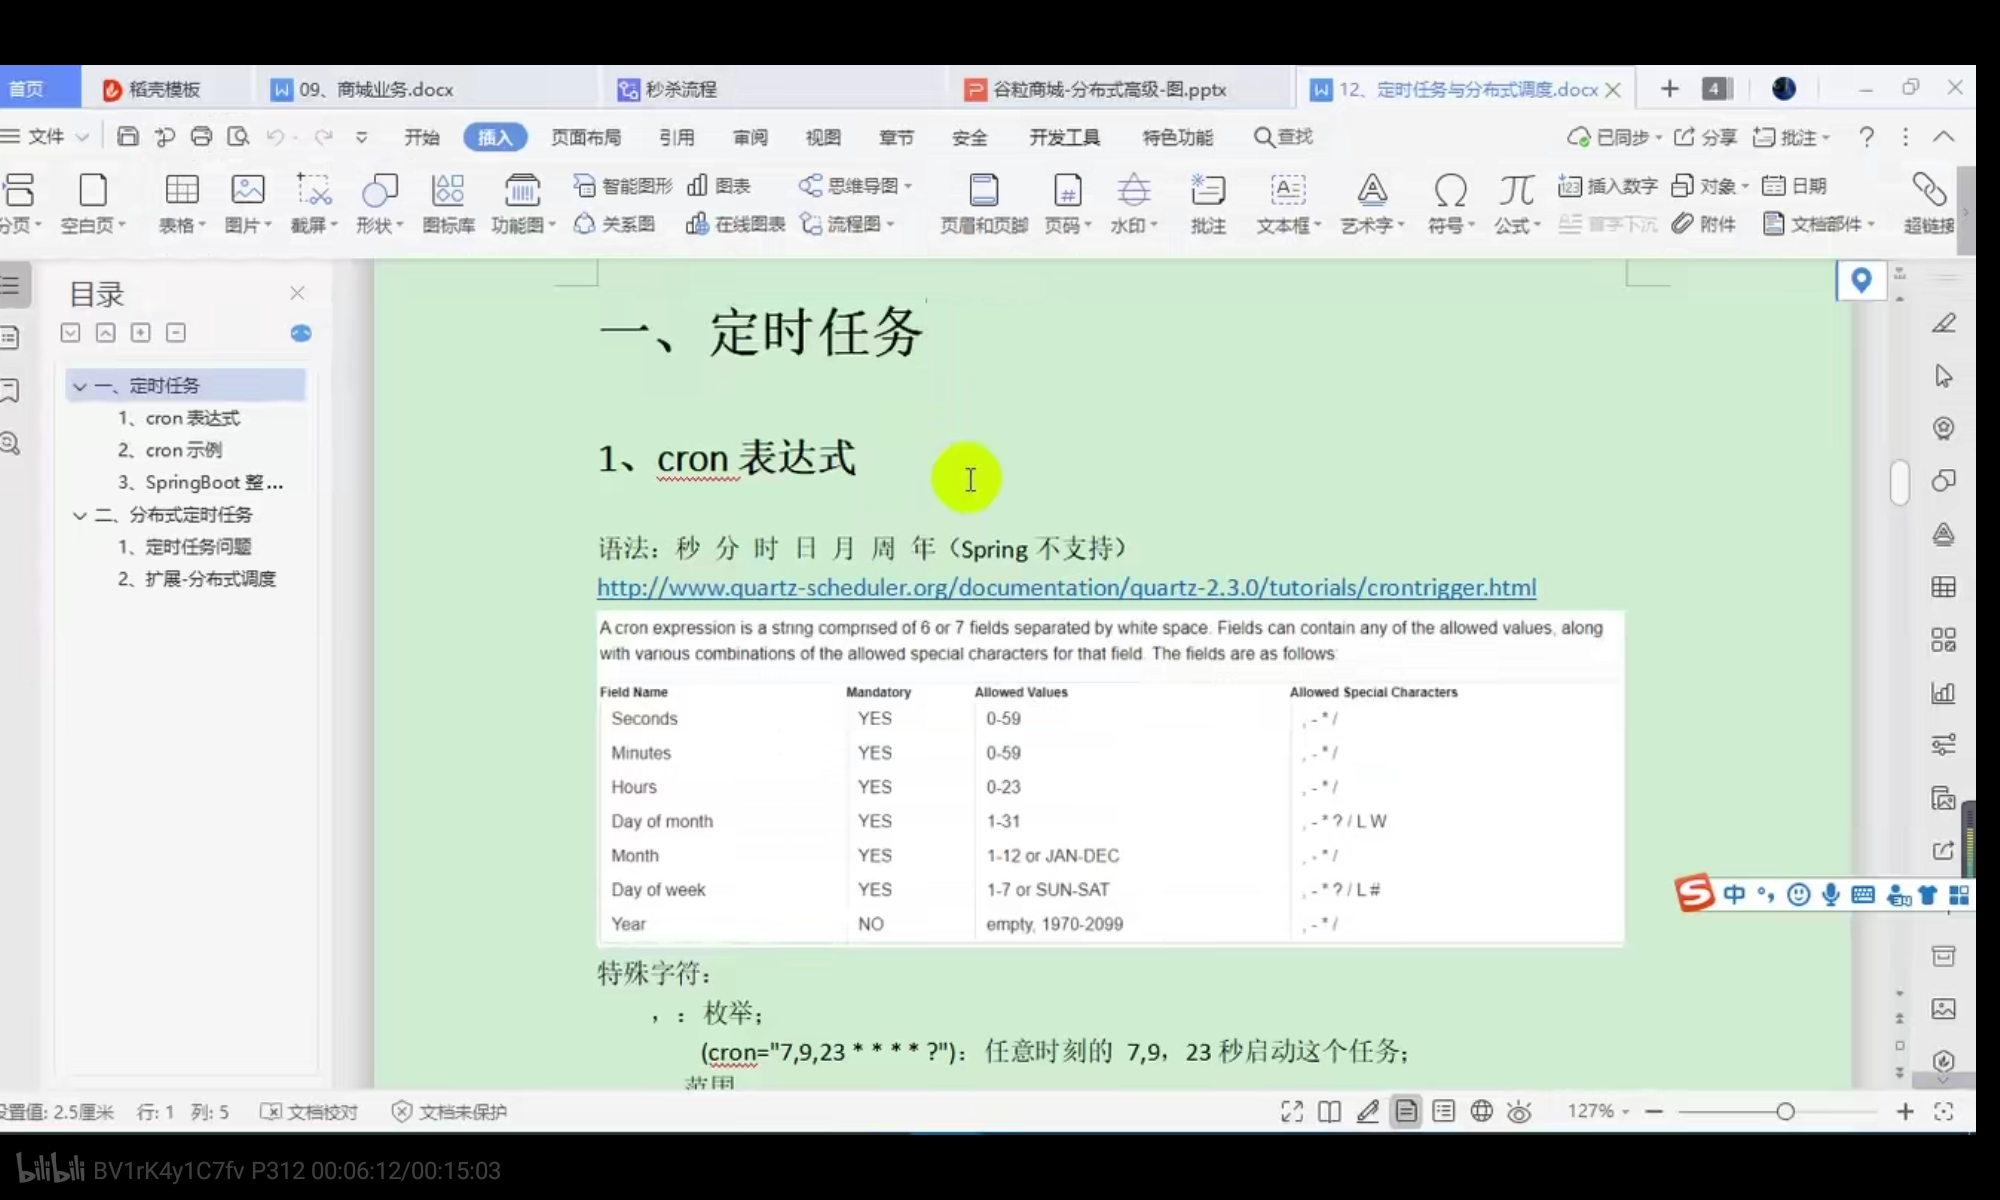 首页 稻壳模板 09、商城业务.docx 秒杀流程 谷粒商城-分布式高级-图.pptx 12、定时任务与分布式调度.docx 4
文件 开始 插入 页面布局 引用 审阅 视图 章节 安全 开发工具 特色功能 查找 已同步 分享 批注
智能图形 图表 思维导图 插入数字 对象 日期
分页 空白页 表格 图片 截屏 形状 图标库 功能图 关系图 在线图表 流程图 页眉和页脚 页码 水印 批注 文本框 艺术字 符号 公式 首字下沉 附件 文档部件 超链接
目录
一、定时任务
1、cron 表达式
2、cron 示例
3、SpringBoot 整...
二、分布式定时任务
1、定时任务问题
2、扩展-分布式调度
一、定时任务
1、cron 表达式
语法：秒 分 时 日 月 周 年（Spring 不支持）
http://www.quartz-scheduler.org/documentation/quartz-2.3.0/tutorials/crontrigger.html
A cron expression is a string comprised of 6 or 7 fields separated by white space. Fields can contain any of the allowed values, along
with various combinations of the allowed special characters for that field. The fields are as follows:
Field Name Mandatory Allowed Values Allowed Special Characters
Seconds YES 0-59 , - * /
Minutes YES 0-59 , - * /
Hours YES 0-23 , - * /
Day of month YES 1-31 , - * ? / L W
Month YES 1-12 or JAN-DEC , - * /
Day of week YES 1-7 or SUN-SAT , - * ? / L #
Year NO empty, 1970-2099 , - * /
特殊字符：
，：枚举；
(cron="7,9,23 * * * * ?")：任意时刻的 7,9，23 秒启动这个任务；
中
设置值: 2.5厘米 行: 1 列: 5 文档校对 文档未保护 127%
bilibili BV1rK4y1C7fv P312 00:06:12/00:15:03